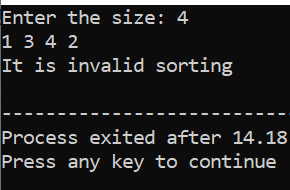 Enter the size: 4
1 3 4 2
It is invalid sorting
--------------------------
Process exited after 14.18
Press any key to continue